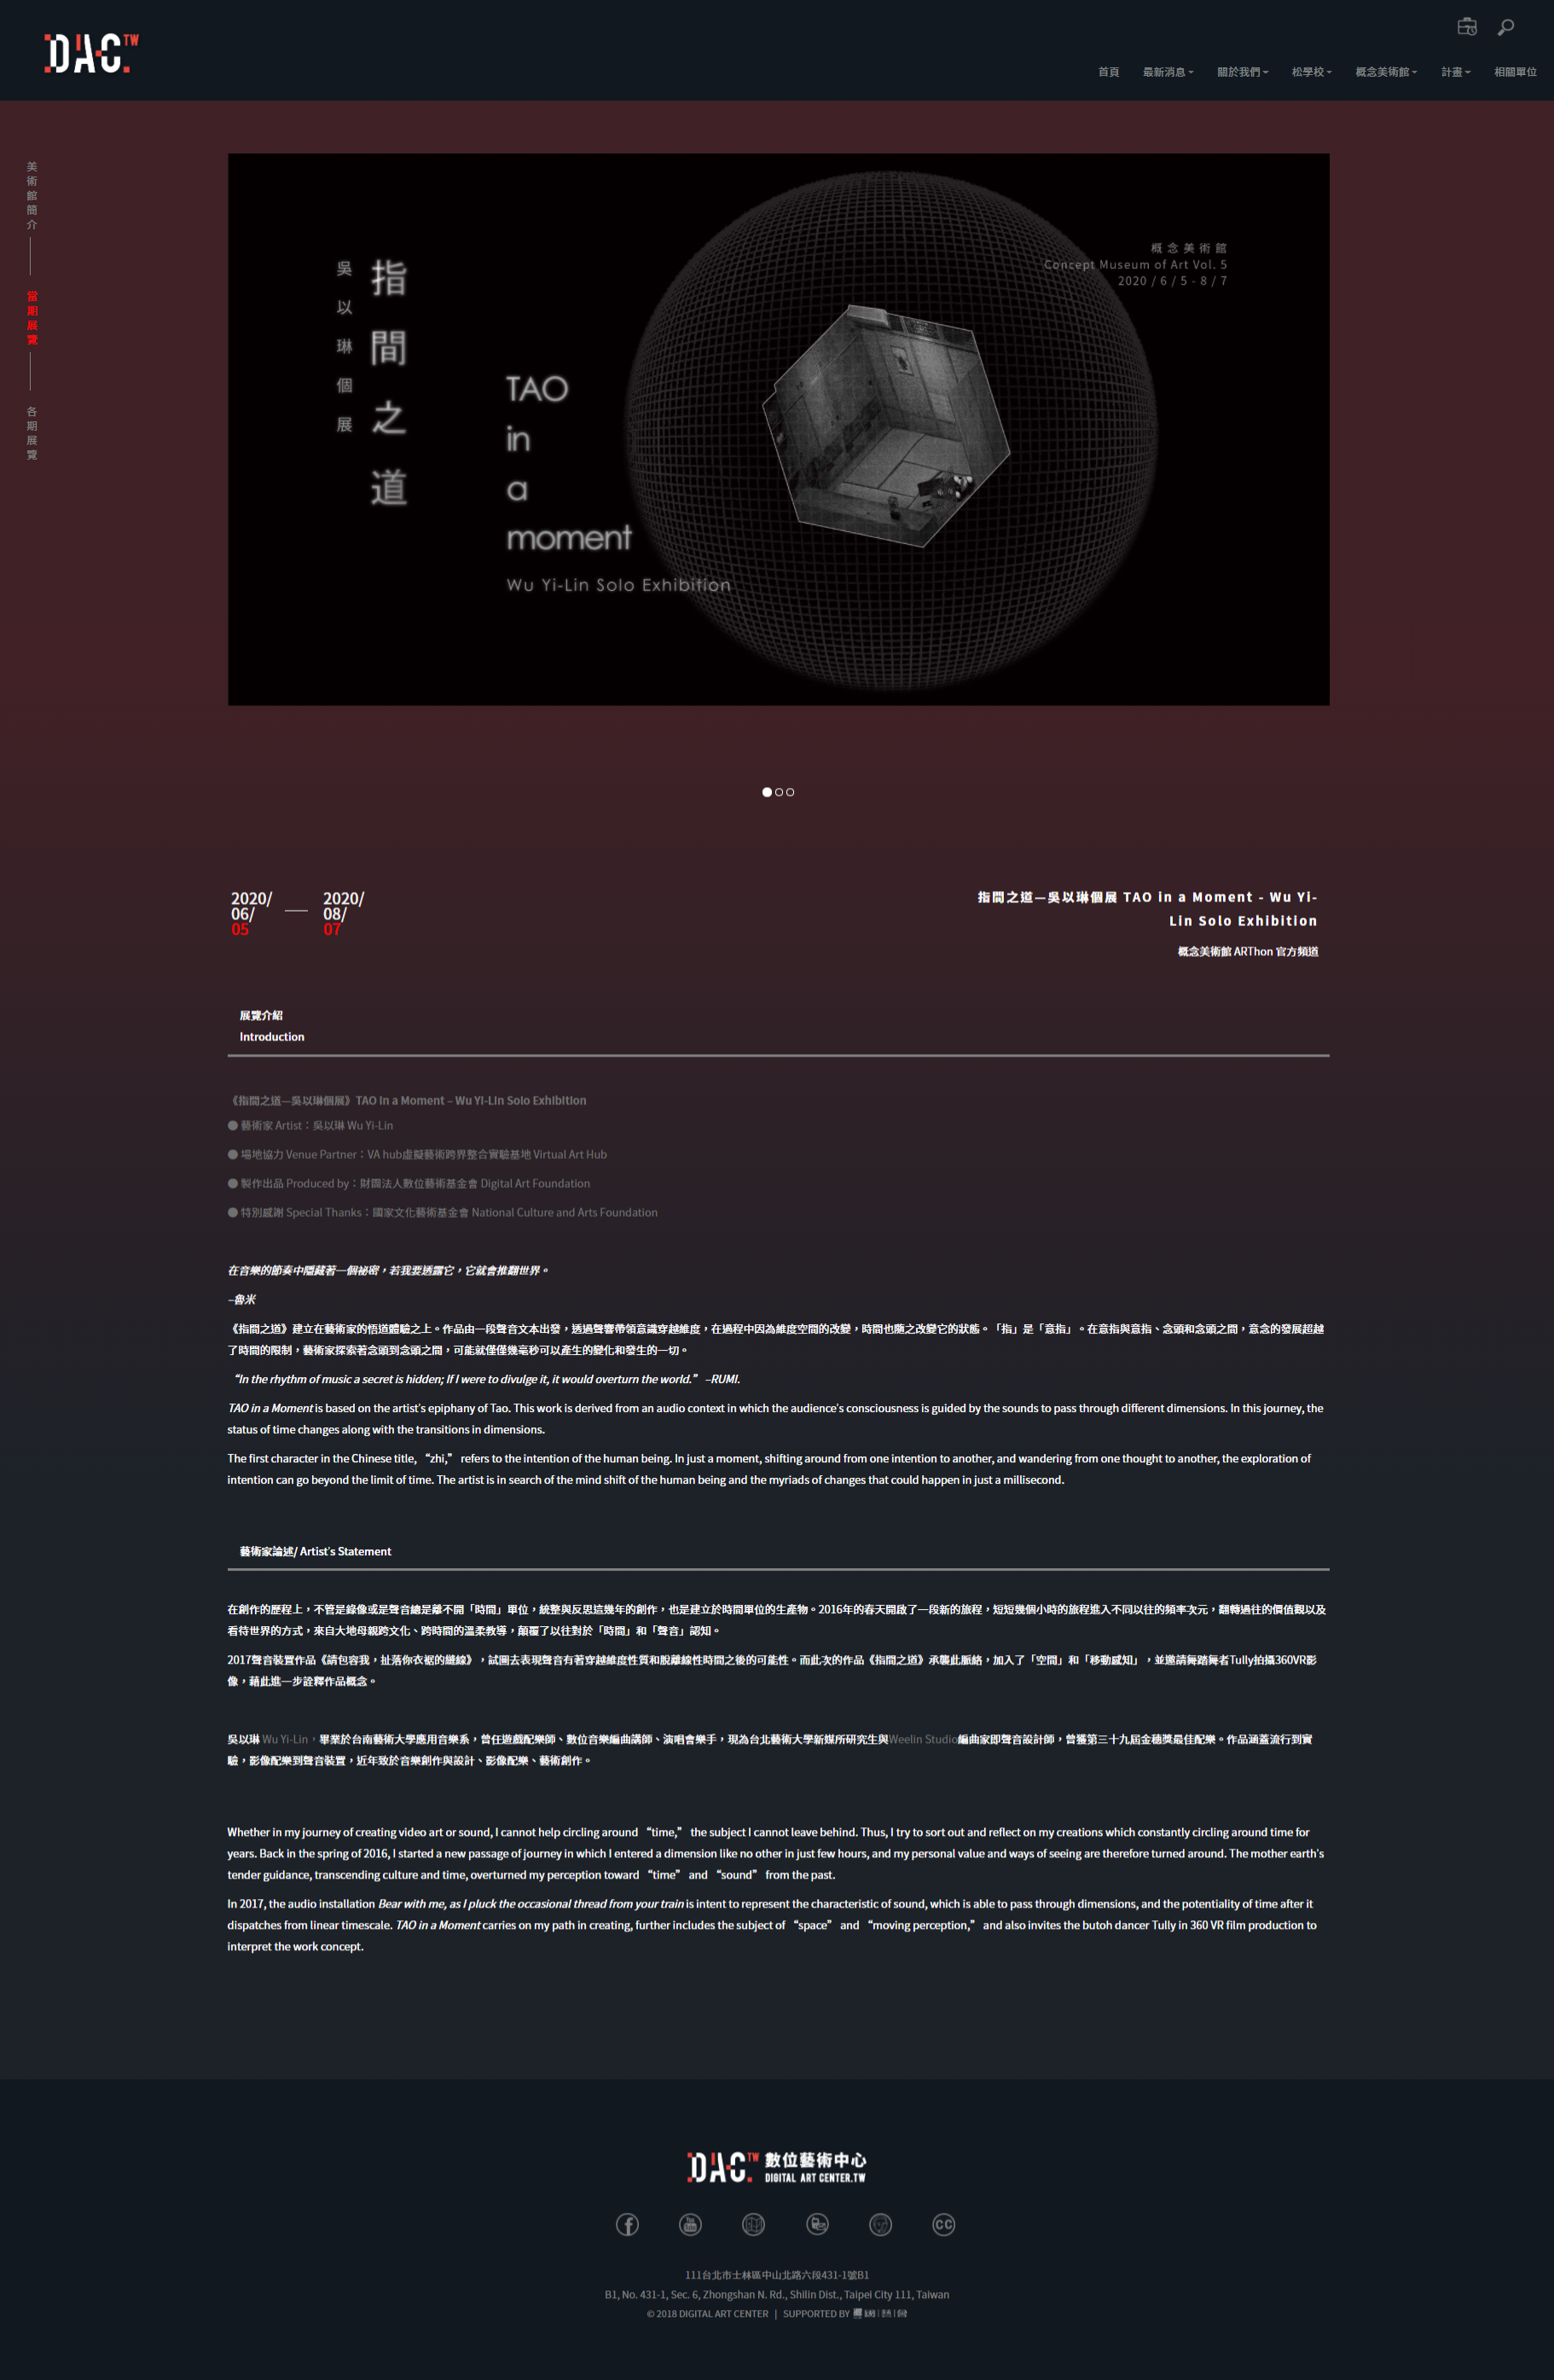 DAC.TW
首頁 最新消息 關於我們 松學校 概念美術館 計畫 相關單位
美術館簡介
當期展覽
各期展覽
指間之道
吳以琳個展
TAO
in
a
moment
Wu Yi-Lin Solo Exhibition
概念美術館
Concept Museum of Art Vol. 5
2020 / 6 / 5 - 8 / 7
2020/
06/
05
2020/
08/
07
指間之道—吳以琳個展 TAO in a Moment - Wu Yi-
Lin Solo Exhibition
概念美術館 ARThon 官方頻道
展覽介紹
Introduction
《指間之道—吳以琳個展》TAO in a Moment – Wu Yi-Lin Solo Exhibition
● 藝術家 Artist：吳以琳 Wu Yi-Lin
● 場地協力 Venue Partner：VA hub虛擬藝術跨界整合實驗基地 Virtual Art Hub
● 製作出品 Produced by：財團法人數位藝術基金會 Digital Art Foundation
● 特別感謝 Special Thanks：國家文化藝術基金會 National Culture and Arts Foundation
在音樂的節奏中隱藏著一個祕密，若我要透露它，它就會推翻世界。
–魯米
《指間之道》建立在藝術家的悟道體驗之上。作品由一段聲音文本出發，透過聲響帶領意識穿越維度，在過程中因為維度空間的改變，時間也隨之改變它的狀態。「指」是「意指」。在意指與意指、念頭和念頭之間，意念的發展超越
了時間的限制，藝術家探索著念頭到念頭之間，可能就僅僅幾毫秒可以產生的變化和發生的一切。
“In the rhythm of music a secret is hidden; If I were to divulge it, it would overturn the world.” –RUMI.
TAO in a Moment is based on the artist's epiphany of Tao. This work is derived from an audio context in which the audience's consciousness is guided by the sounds to pass through different dimensions. In this journey, the
status of time changes along with the transitions in dimensions.
The first character in the Chinese title, “zhi,” refers to the intention of the human being. In just a moment, shifting around from one intention to another, and wandering from one thought to another, the exploration of
intention can go beyond the limit of time. The artist is in search of the mind shift of the human being and the myriads of changes that could happen in just a millisecond.
藝術家論述/ Artist's Statement
在創作的歷程上，不管是錄像或是聲音總是離不開「時間」單位，統整與反思這幾年的創作，也是建立於時間單位的生產物。2016年的春天開啟了一段新的旅程，短短幾個小時的旅程進入不同以往的頻率次元，翻轉過往的價值觀以及
看待世界的方式，來自大地母親跨文化、跨時間的溫柔教導，顛覆了以往對於「時間」和「聲音」認知。
2017聲音裝置作品《請包容我，扯落你衣裾的縫線》，試圖去表現聲音有著穿越維度性質和脫離線性時間之後的可能性。而此次的作品《指間之道》承襲此脈絡，加入了「空間」和「移動感知」，並邀請舞踏舞者Tully拍攝360VR影
像，藉此進一步詮釋作品概念。
吳以琳 Wu Yi-Lin，畢業於台南藝術大學應用音樂系，曾任遊戲配樂師、數位音樂編曲講師、演唱會樂手，現為台北藝術大學新媒所研究生與Weelin Studio編曲家即聲音設計師，曾獲第三十九屆金穗獎最佳配樂。作品涵蓋流行到實
驗，影像配樂到聲音裝置，近年致於音樂創作與設計、影像配樂、藝術創作。
Whether in my journey of creating video art or sound, I cannot help circling around “time,” the subject I cannot leave behind. Thus, I try to sort out and reflect on my creations which constantly circling around time for
years. Back in the spring of 2016, I started a new passage of journey in which I entered a dimension like no other in just few hours, and my personal value and ways of seeing are therefore turned around. The mother earth's
tender guidance, transcending culture and time, overturned my perception toward “time” and “sound” from the past.
In 2017, the audio installation Bear with me, as I pluck the occasional thread from your train is intent to represent the characteristic of sound, which is able to pass through dimensions, and the potentiality of time after it
dispatches from linear timescale. TAO in a Moment carries on my path in creating, further includes the subject of “space” and “moving perception,” and also invites the butoh dancer Tully in 360 VR film production to
interpret the work concept.
DAC.TW 數位藝術中心
DIGITAL ART CENTER.TW
111台北市士林區中山北路六段431-1號B1
B1, No. 431-1, Sec. 6, Zhongshan N. Rd., Shilin Dist., Taipei City 111, Taiwan
© 2018 DIGITAL ART CENTER | SUPPORTED BY